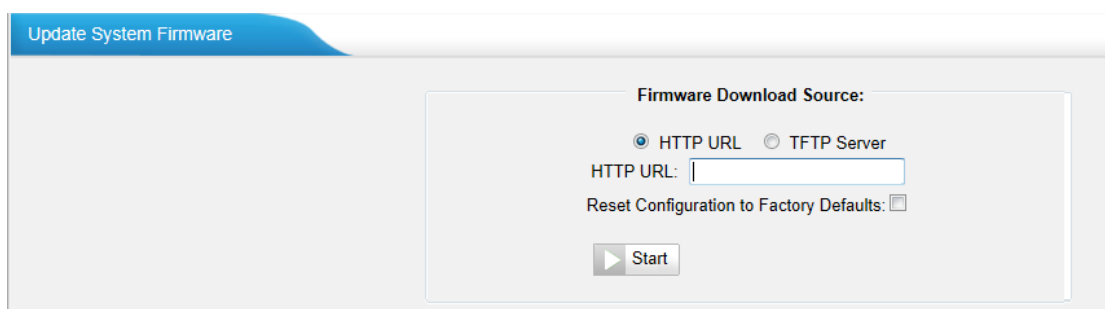 Update System Firmware
Firmware Download Source:
HTTP URL TFTP Server
HTTP URL:
Reset Configuration to Factory Defaults:
Start